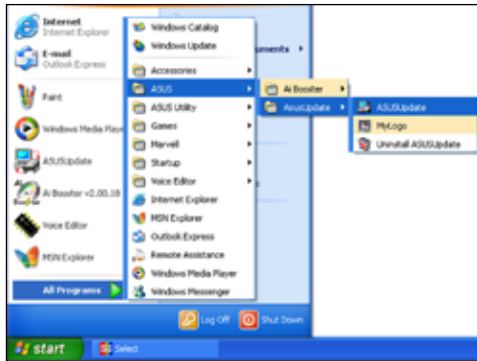 Internet
Internet Explorer
E-mail
Outlook Express
Paint
Windows Media Play
ASUSUpdate
Ai Booster v2.00.18
Voice Editor
MSN Explorer
All Programs
Windows Catalog
Windows Update
Accessories
ASUS
ASUS Utility
Games
Marvell
Startup
Voice Editor
Internet Explorer
MSN Explorer
Outlook Express
Remote Assistance
Windows Media Player
Windows Messenger
uments
Ai Booster
AsusUpdate
ASUSUpdate
MyLogo
Uninstall ASUSUpdate
Log Off
Shut Down
start
Select